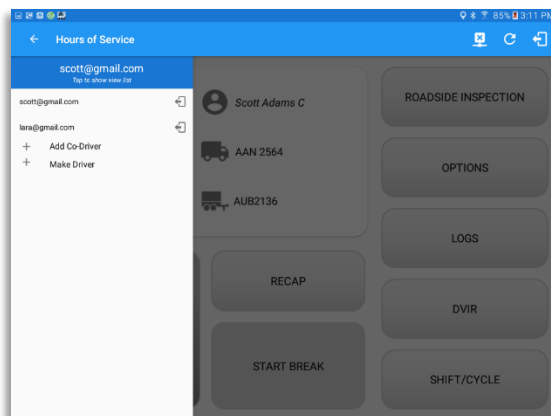 85% 3:11 PM
Hours of Service
scott@gmail.com
Tap to show view list
scott@gmail.com
lara@gmail.com
+ Add Co-Driver
+ Make Driver
Scott Adams C
AAN 2564
AUB2136
RECAP
START BREAK
ROADSIDE INSPECTION
OPTIONS
LOGS
DVIR
SHIFT/CYCLE